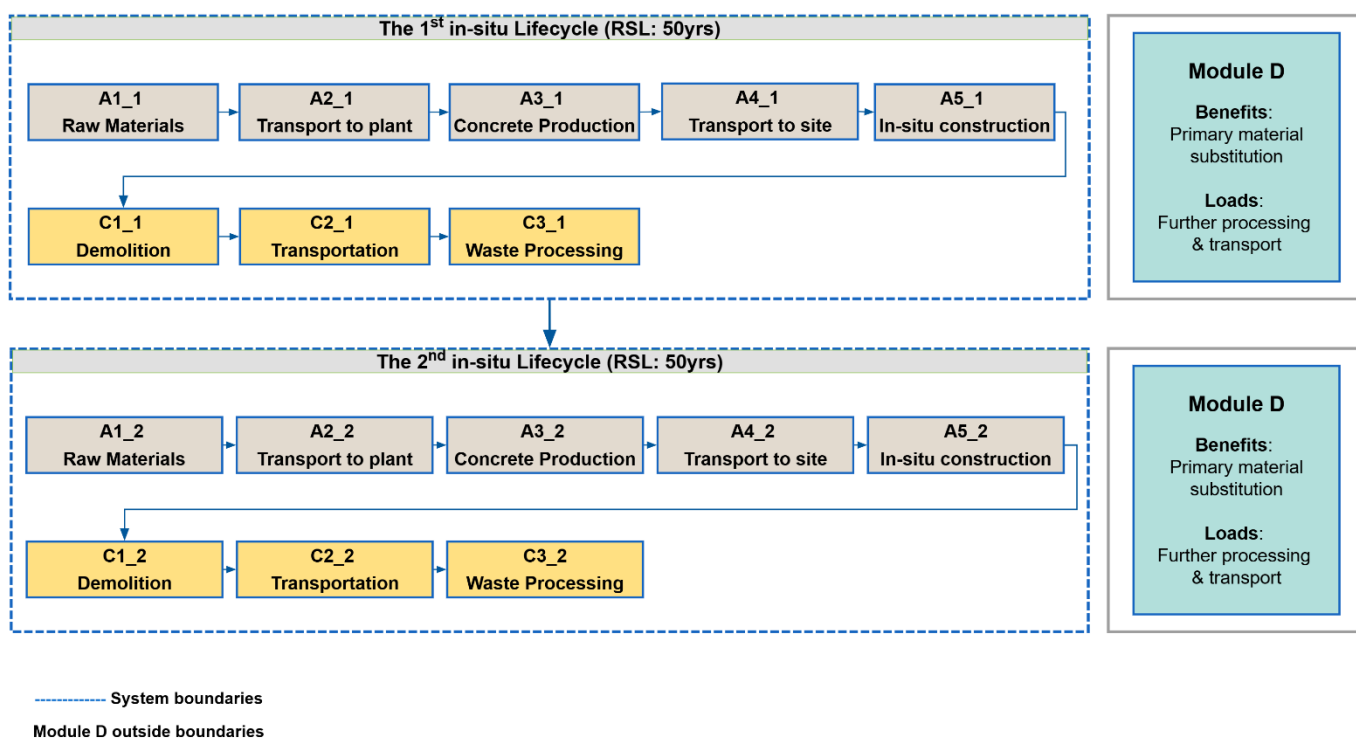 The 1st in-situ Lifecycle (RSL: 50yrs)
A1_1
Raw Materials
A2_1
Transport to plant
A3_1
Concrete Production
A4_1
Transport to site
A5_1
In-situ construction
C1_1
Demolition
C2_1
Transportation
C3_1
Waste Processing
Module D
Benefits:
Primary material
substitution
Loads:
Further processing
& transport
The 2nd in-situ Lifecycle (RSL: 50yrs)
A1_2
Raw Materials
A2_2
Transport to plant
A3_2
Concrete Production
A4_2
Transport to site
A5_2
In-situ construction
C1_2
Demolition
C2_2
Transportation
C3_2
Waste Processing
Module D
Benefits:
Primary material
substitution
Loads:
Further processing
& transport
System boundaries
Module D outside boundaries